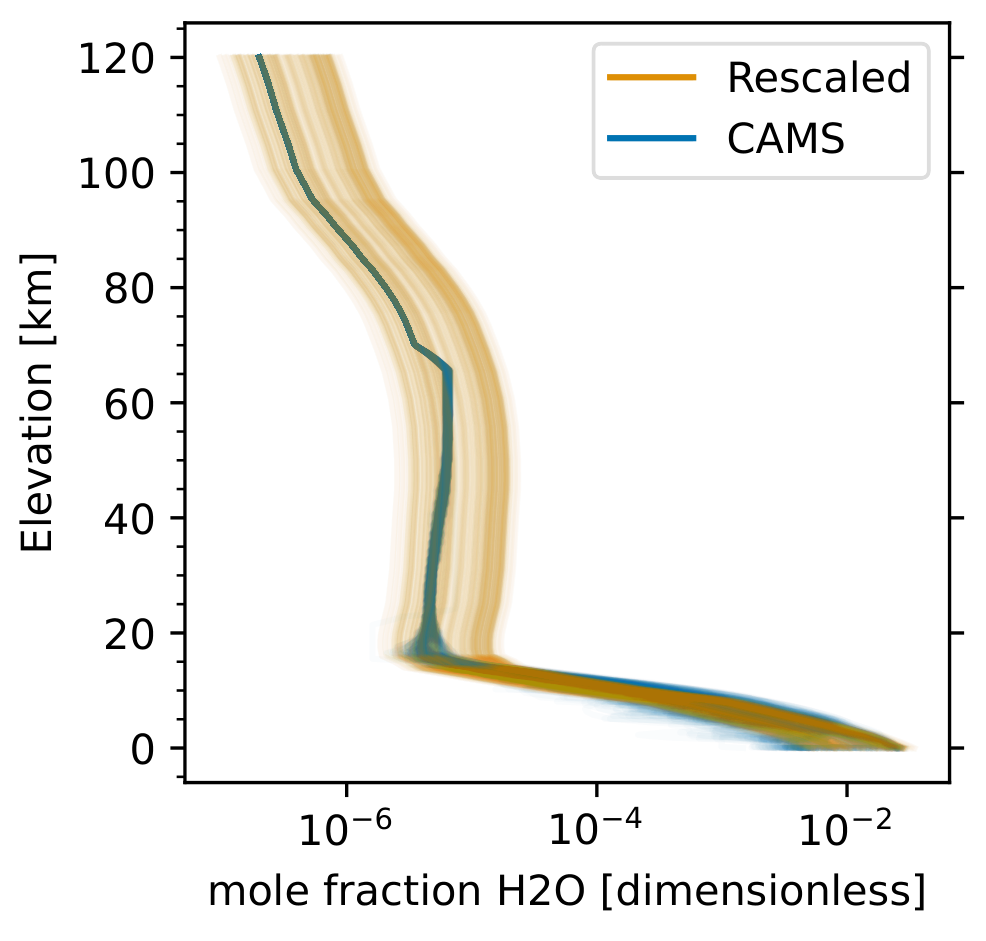 120
100
80
60
40
20
0
Elevation [km]
Rescaled
CAMS
10⁻⁶ 10⁻⁴ 10⁻²
mole fraction H2O [dimensionless]